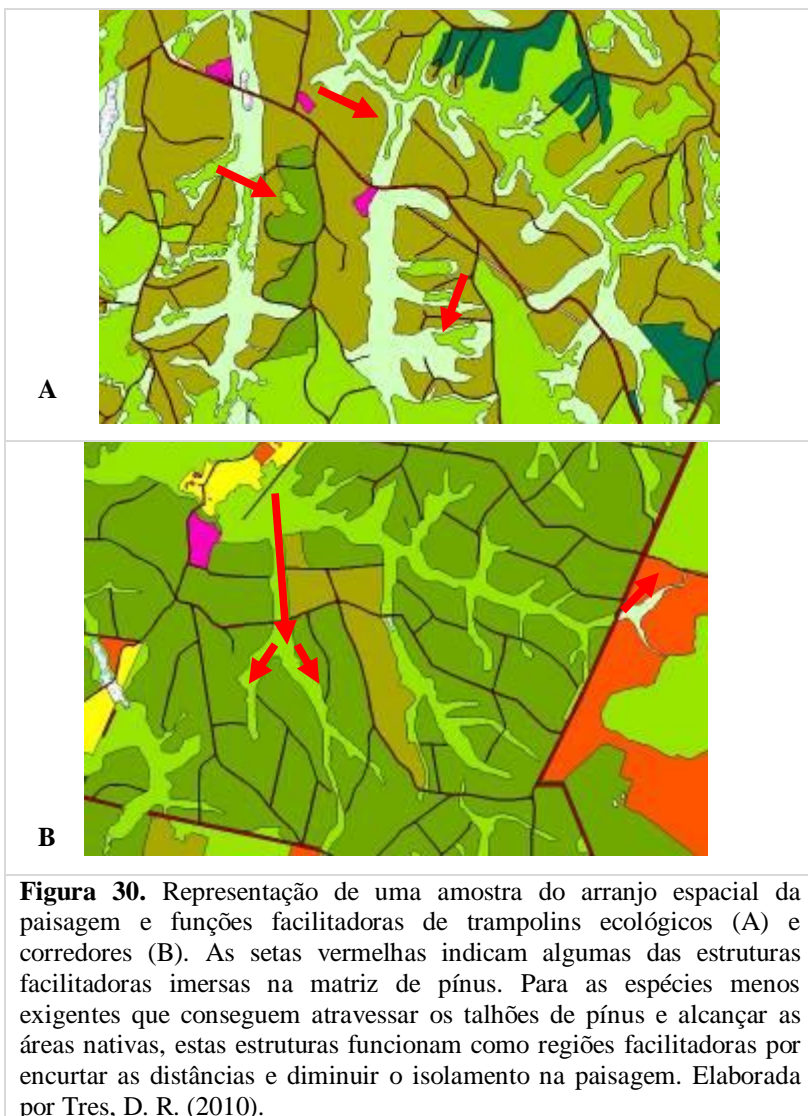 A
B
Figura 30. Representação de uma amostra do arranjo espacial da
paisagem e funções facilitadoras de trampolins ecológicos (A) e
corredores (B). As setas vermelhas indicam algumas das estruturas
facilitadoras imersas na matriz de pínus. Para as espécies menos
exigentes que conseguem atravessar os talhões de pínus e alcançar as
áreas nativas, estas estruturas funcionam como regiões facilitadoras por
encurtar as distâncias e diminuir o isolamento na paisagem. Elaborada
por Tres, D. R. (2010).